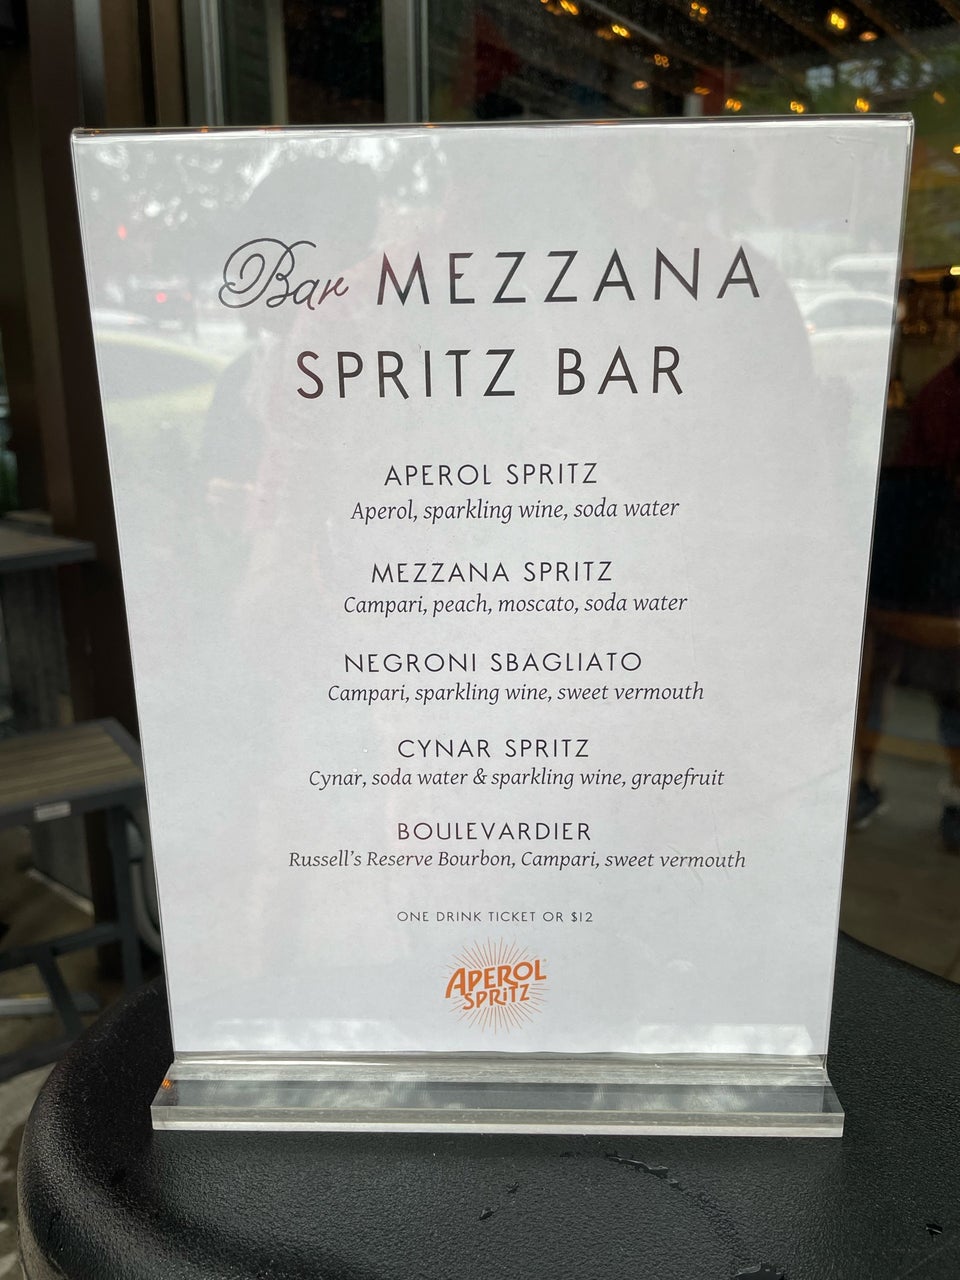 Bar MEZZANA
SPRITZ BAR
APEROL SPRITZ
Aperol, sparkling wine, soda water
MEZZANA SPRITZ
Campari, peach, moscato, soda water
NEGRONI SBAGLIATO
Campari, sparkling wine, sweet vermouth
CYNAR SPRITZ
Cynar, soda water & sparkling wine, grapefruit
BOULEVARDIER
Russell's Reserve Bourbon, Campari, sweet vermouth
ONE DRINK TICKET OR $12
APEROL
SPRiTZ